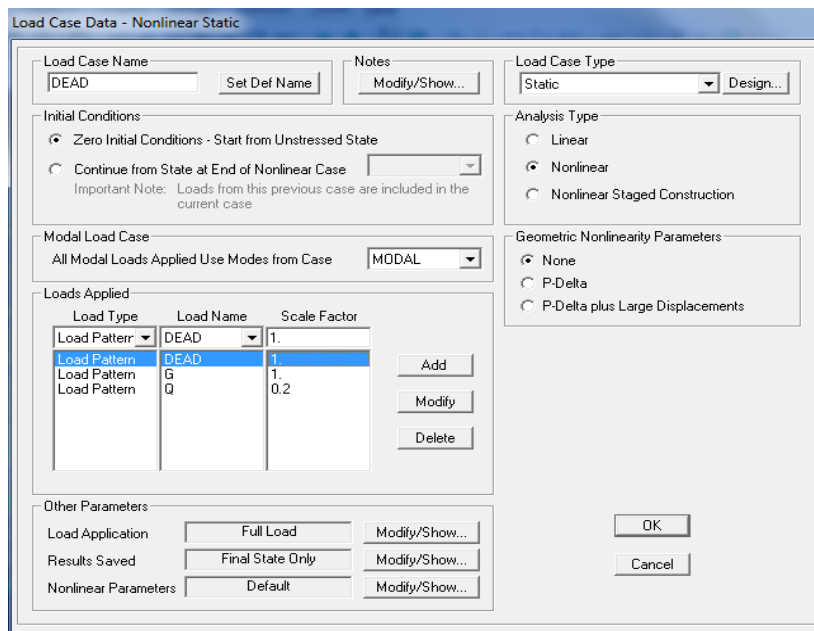 Load Case Data - Nonlinear Static
Load Case Name
DEAD
Set Def Name
Notes
Modify/Show...
Load Case Type
Static
Design...
Initial Conditions
Zero Initial Conditions - Start from Unstressed State
Continue from State at End of Nonlinear Case
Important Note: Loads from this previous case are included in the
current case
Analysis Type
Linear
Nonlinear
Nonlinear Staged Construction
Modal Load Case
All Modal Loads Applied Use Modes from Case
MODAL
Geometric Nonlinearity Parameters
None
P-Delta
P-Delta plus Large Displacements
Loads Applied
Load Type Load Name Scale Factor
Load Pattern DEAD 1.
Load Pattern DEAD 1.
Load Pattern G 1.
Load Pattern Q 0.2
Add
Modify
Delete
Other Parameters
Load Application Full Load Modify/Show...
Results Saved Final State Only Modify/Show...
Nonlinear Parameters Default Modify/Show...
OK
Cancel